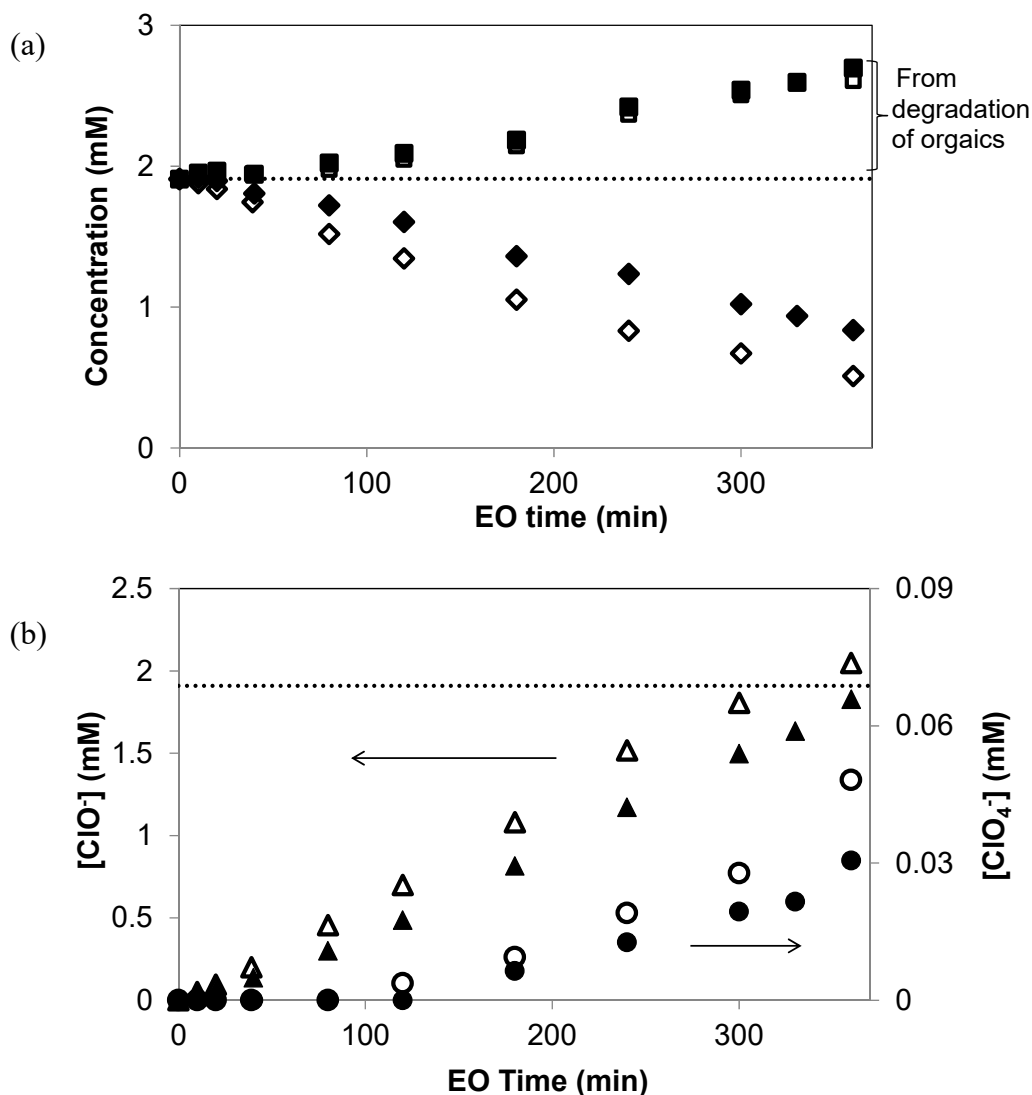 (a)
Concentration (mM)
3
2
1
0
0
100
200
300
EO time (min)
From
degradation
of orgaics
(b)
[ClO⁻] (mM)
2.5
2
1.5
1
0.5
0
0.09
0.06
0.03
0
[ClO₄⁻] (mM)
0
100
200
300
EO Time (min)